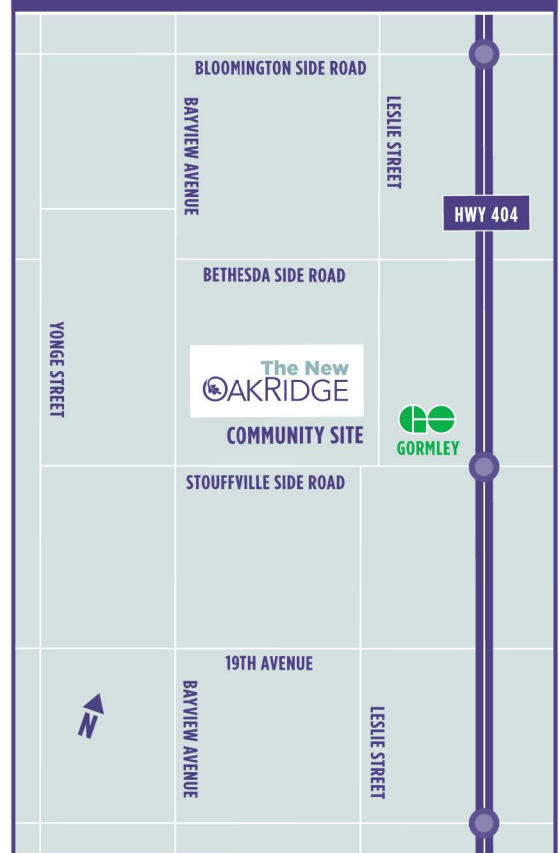 BLOOMINGTON SIDE ROAD
BAYVIEW AVENUE
LESLIE STREET
HWY 404
BETHESDA SIDE ROAD
YONGE STREET
The New
OAKRIDGE
COMMUNITY SITE
GO
GORMLEY
STOUFFVILLE SIDE ROAD
19TH AVENUE
BAYVIEW AVENUE
LESLIE STREET
N